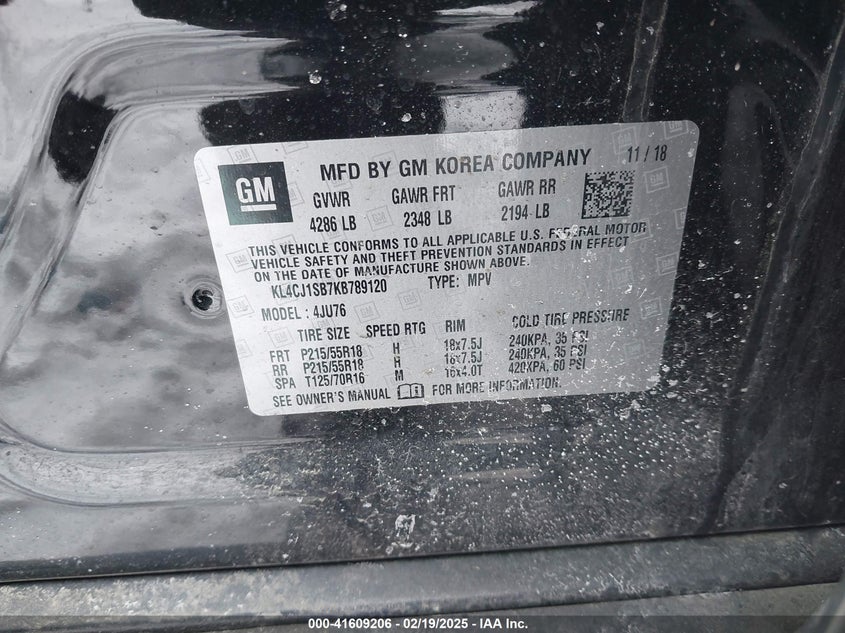 GM
MFD BY GM KOREA COMPANY 11 / 18
GVWR GAWR FRT GAWR RR
4286 LB 2348 LB 2194 LB
THIS VEHICLE CONFORMS TO ALL APPLICABLE U.S. FEDERAL MOTOR
VEHICLE SAFETY AND THEFT PREVENTION STANDARDS IN EFFECT
ON THE DATE OF MANUFACTURE SHOWN ABOVE.
KL4CJ1SB7KB789120 TYPE: MPV
MODEL : 4JU76
TIRE SIZE SPEED RTG RIM COLD TIRE PRESSURE
FRT P215/55R18 H 18x7.5J 240KPA, 35 PSI
RR P215/55R18 H 18x7.5J 240KPA, 35 PSI
SPA T125/70R16 M 16x4.0T 420KPA, 60 PSI
SEE OWNER'S MANUAL FOR MORE INFORMATION.
000-41609206 - 02/19/2025 - IAA Inc.